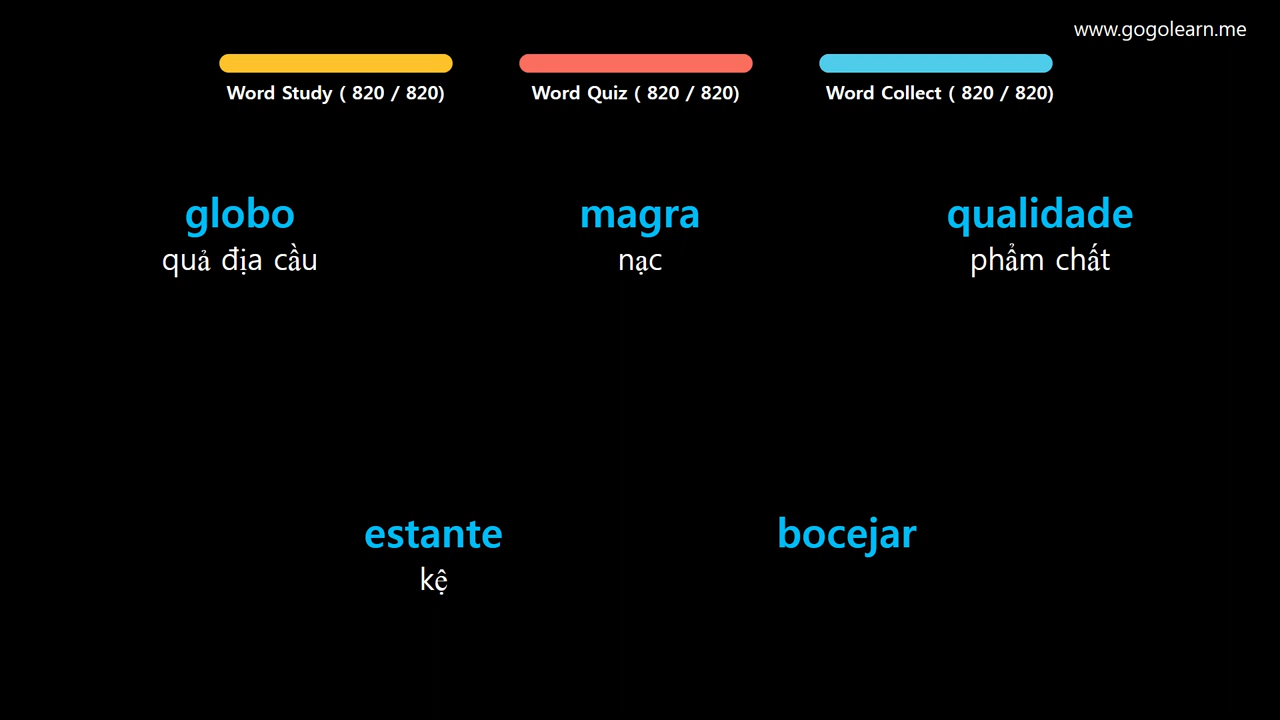 www.gogolearn.me
Word Study ( 820 / 820)
Word Quiz ( 820 / 820)
Word Collect ( 820 / 820)
globo
quả địa cầu
magra
nạc
qualidade
phẩm chất
estante
kệ
bocejar